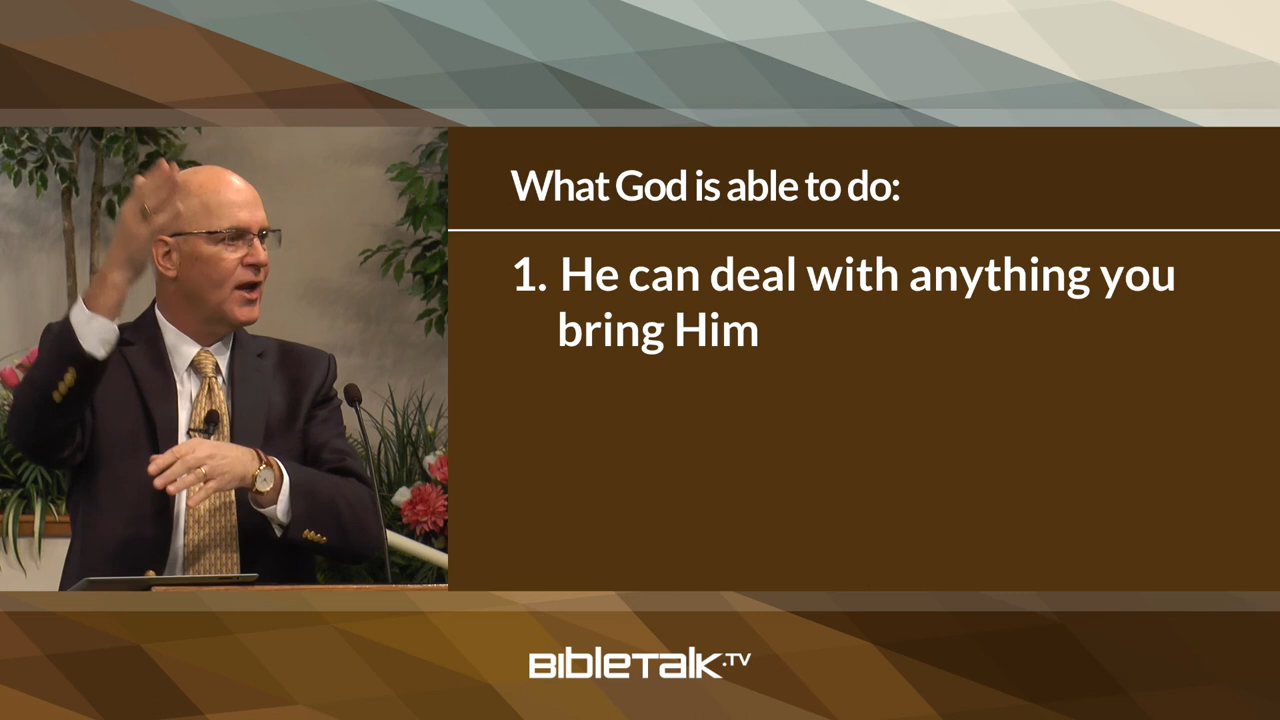 What God is able to do:
1. He can deal with anything you
bring Him
BIBLETALK.TV